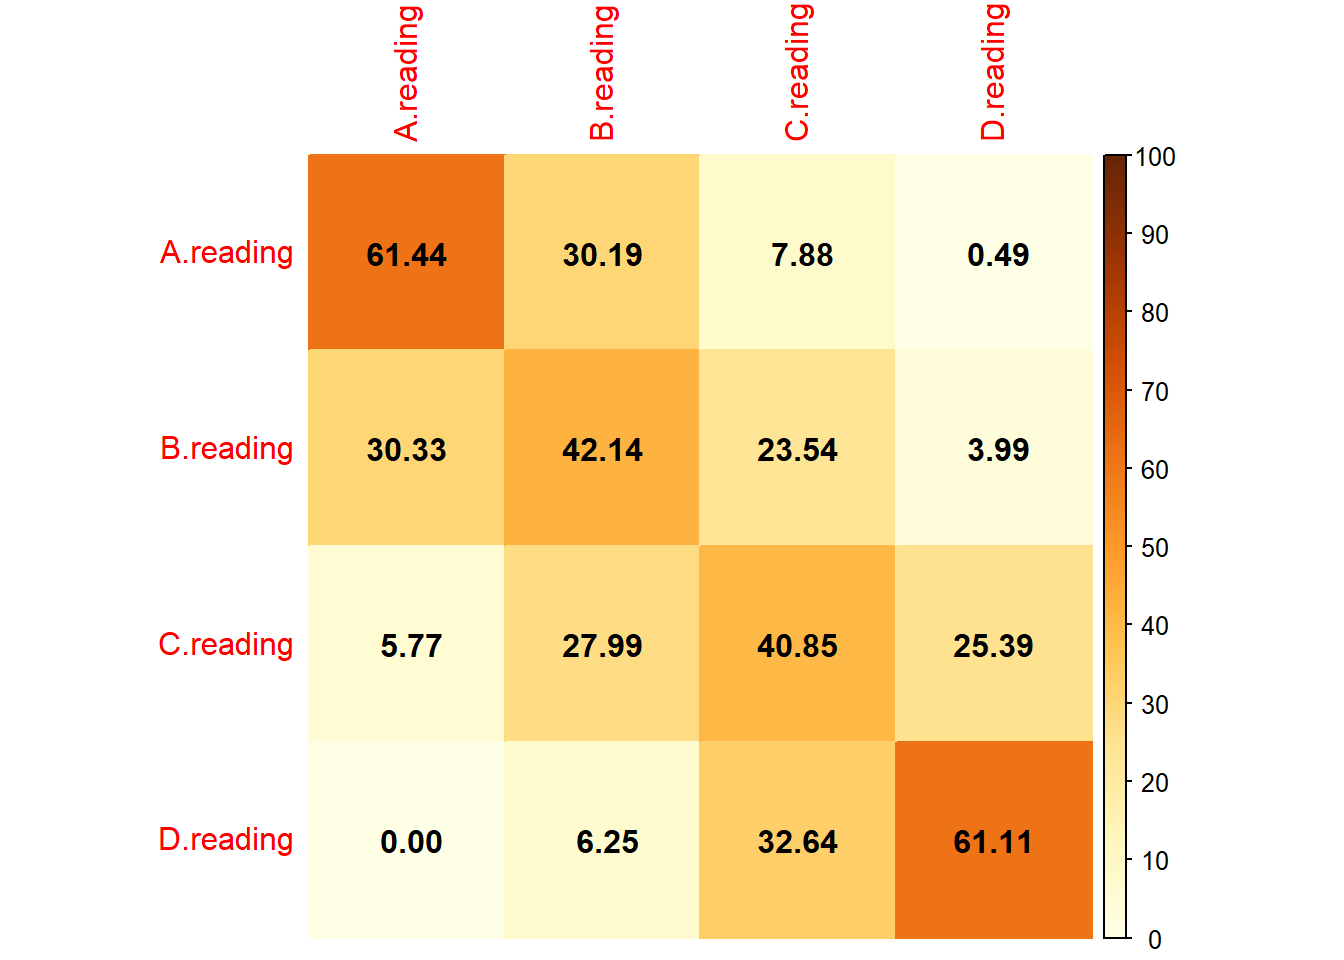 A.reading B.reading C.reading D.reading
A.reading 61.44 30.19 7.88 0.49
B.reading 30.33 42.14 23.54 3.99
C.reading 5.77 27.99 40.85 25.39
D.reading 0.00 6.25 32.64 61.11
100
90
80
70
60
50
40
30
20
10
0